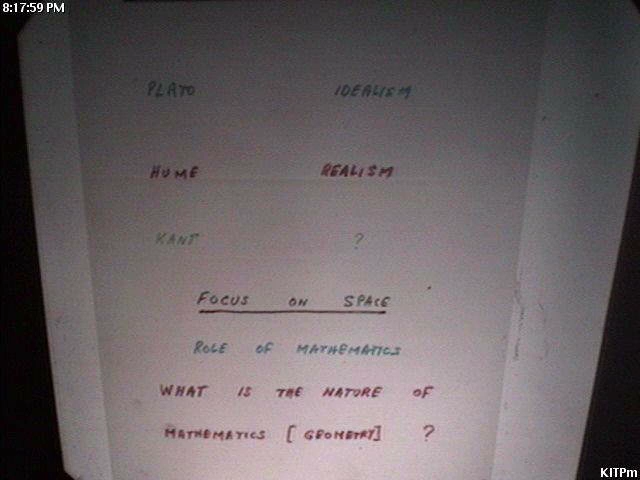 8:17:59 PM
PLATO IDEALISM
HUME REALISM
KANT ?
FOCUS ON SPACE
ROLE OF MATHEMATICS
WHAT IS THE NATURE OF
MATHEMATICS [GEOMETRY] ?
KITPm